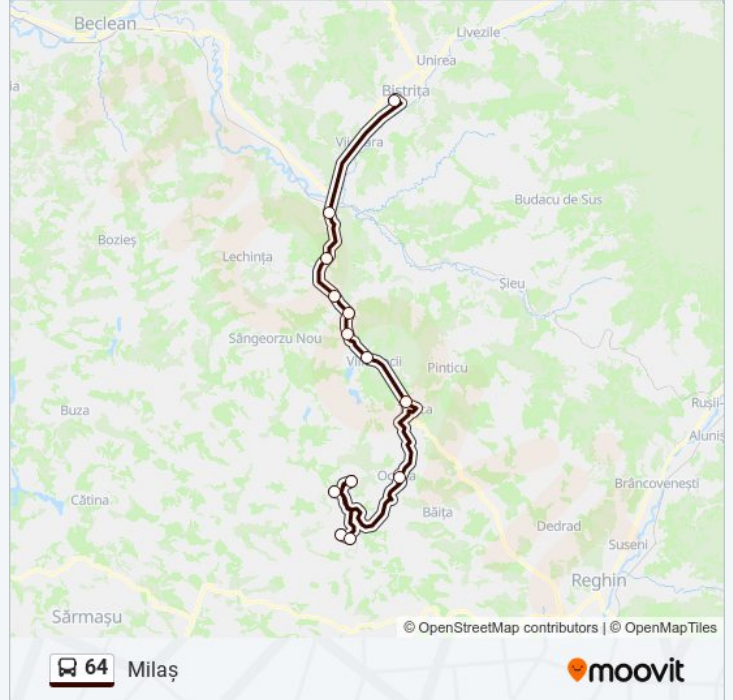 Beclean
Livezile
Unirea
Bistrița
Budacu de Sus
Bozieș
Lechința
Șieu
Sângeorzu Nou
Pinticu
Buza
Rușii-
Aluniș
Brâncovenești
Cătina
Băița
Dedrad
Suseni
Reghin
Sărmașu
© OpenStreetMap contributors | © OpenMapTiles
64 Milaș
moovit